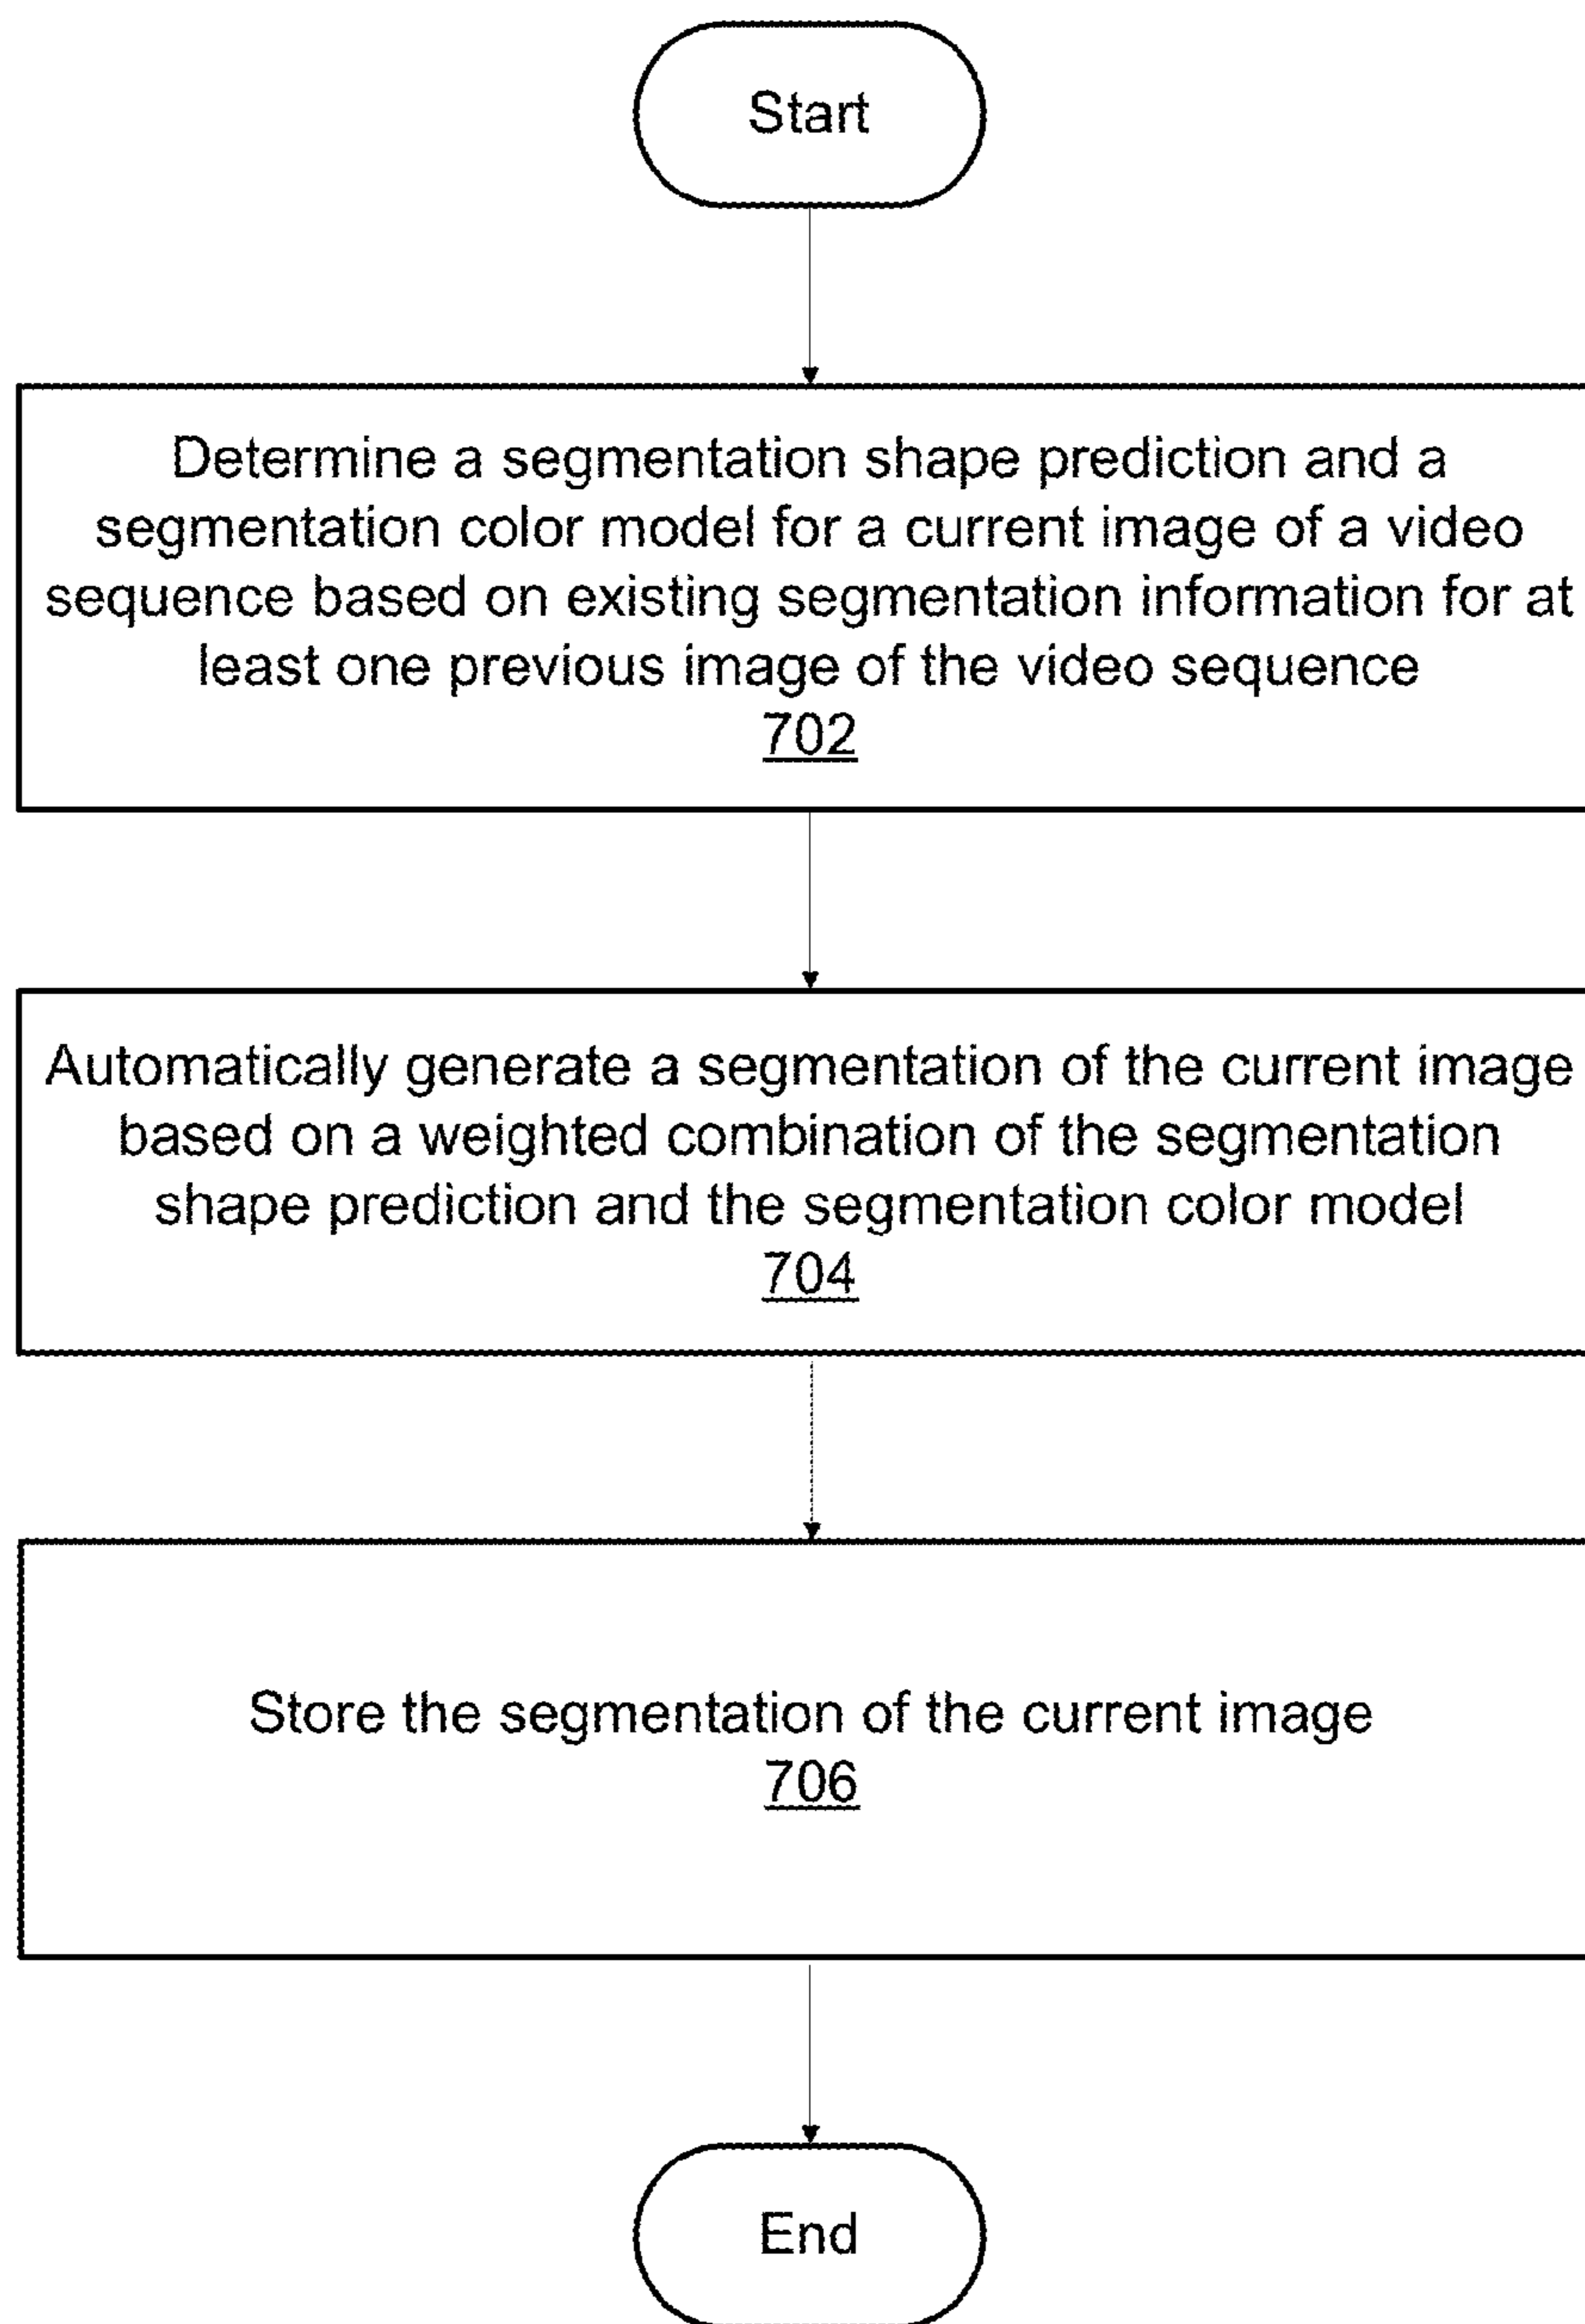 Start
Determine a segmentation shape prediction and a
segmentation color model for a current image of a video
sequence based on existing segmentation information for at
least one previous image of the video sequence
702
Automatically generate a segmentation of the current image
based on a weighted combination of the segmentation
shape prediction and the segmentation color model
704
Store the segmentation of the current image
706
End